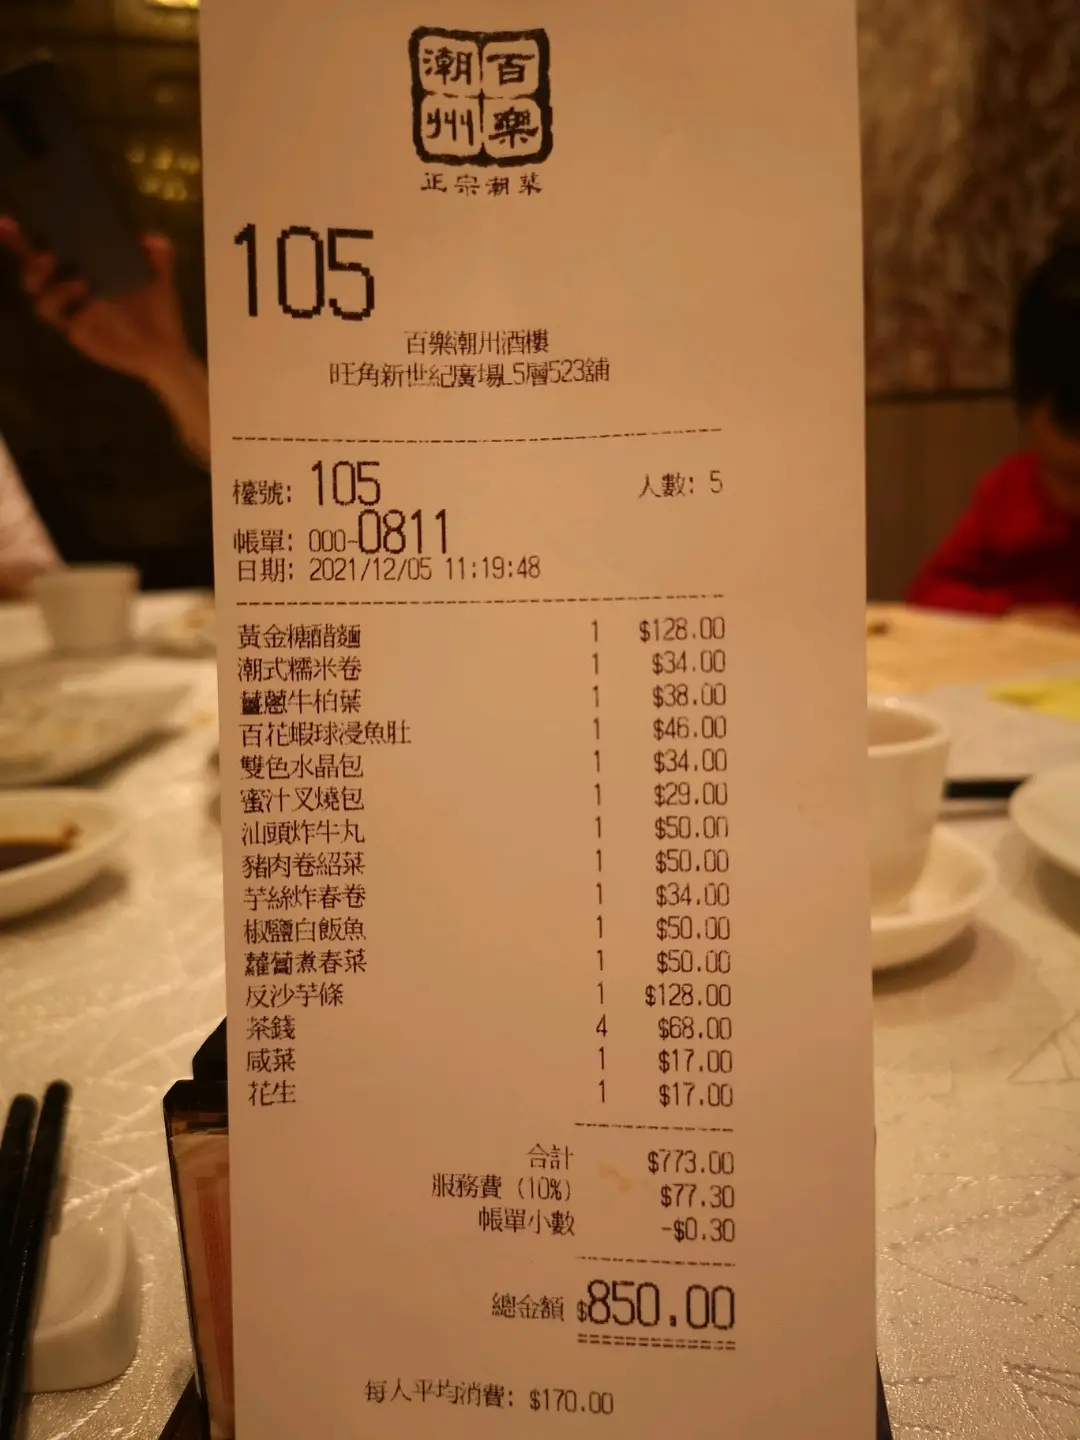 百樂
潮州
正宗潮菜
105
百樂潮州酒樓
旺角新世紀廣場L5層523舖
檯號: 105 人數: 5
帳單: 000-0811
日期: 2021/12/05 11:19:48
黃金糖醋麵 1 $128.00
潮式糯米卷 1 $34.00
薑蔥牛柏葉 1 $38.00
百花蝦球浸魚肚 1 $46.00
雙色水晶包 1 $34.00
蜜汁叉燒包 1 $29.00
汕頭炸牛丸 1 $50.00
豬肉卷紹菜 1 $50.00
芋絲炸春卷 1 $34.00
椒鹽白飯魚 1 $50.00
蘿蔔煮春菜 1 $50.00
反沙芋條 1 $128.00
茶錢 4 $68.00
咸菜 1 $17.00
花生 1 $17.00
合計 $773.00
服務費 (10%) $77.30
帳單小數 -$0.30
總金額 $850.00
每人平均消費: $170.00